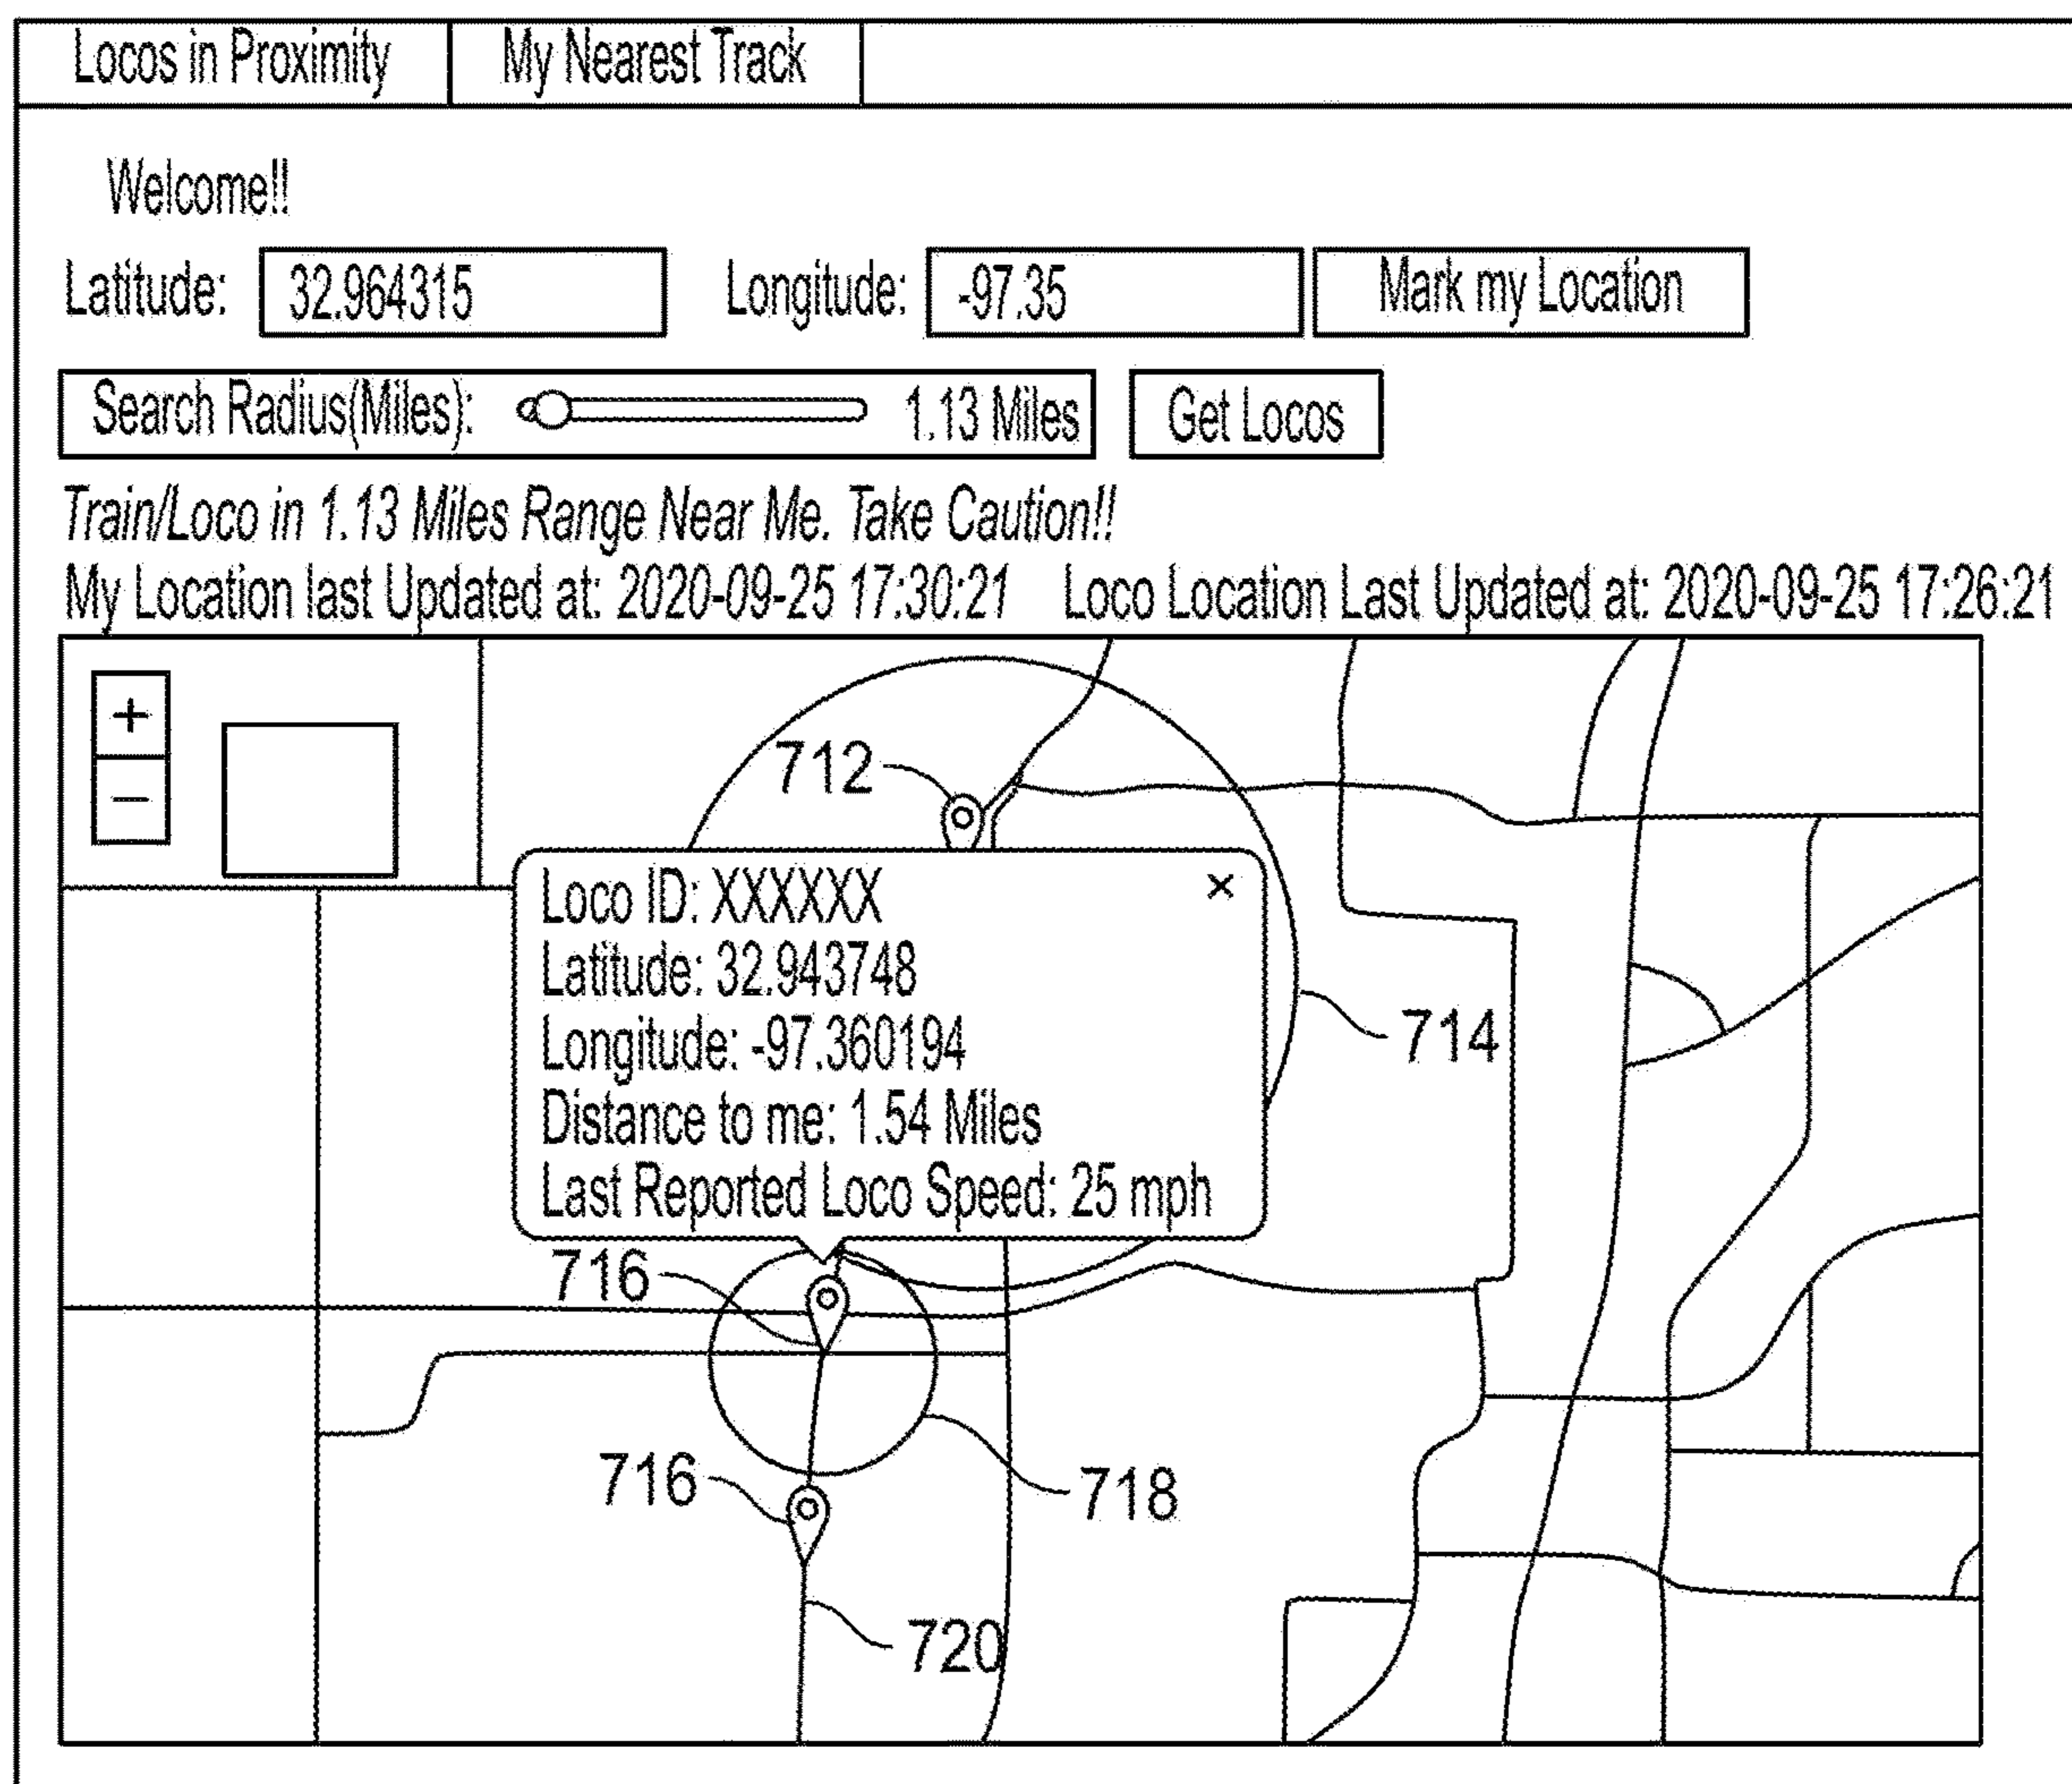 Locos in Proximity My Nearest Track
Welcome!!
Latitude: 32.964315 Longitude: -97.35 Mark my Location
Search Radius(Miles): 1.13 Miles Get Locos
Train/Loco in 1.13 Miles Range Near Me. Take Caution!!
My Location last Updated at: 2020-09-25 17:30:21 Loco Location Last Updated at: 2020-09-25 17:26:21
+
−
712
Loco ID: XXXXXX ×
Latitude: 32.943748
Longitude: -97.360194
714
Distance to me: 1.54 Miles
Last Reported Loco Speed: 25 mph
716
716
718
720